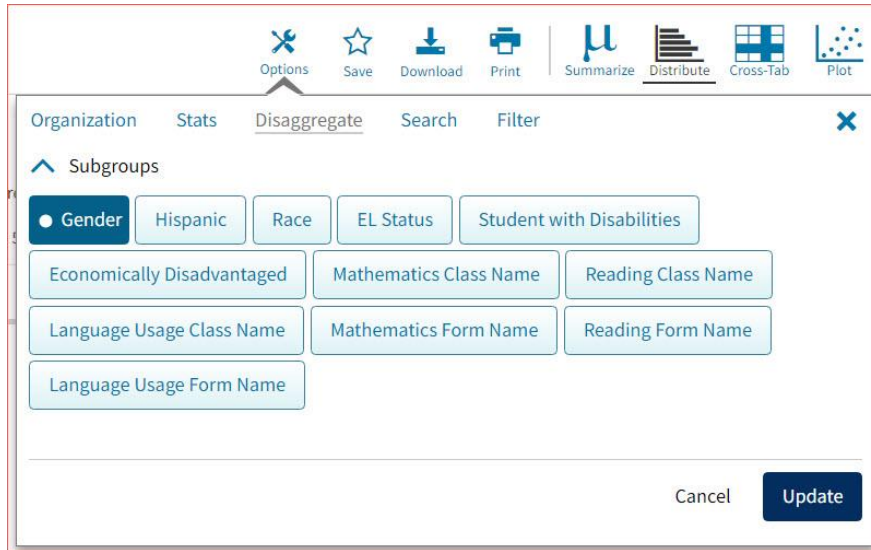 Options Save Download Print Summarize Distribute Cross-Tab Plot
Organization Stats Disaggregate Search Filter
Subgroups
Gender Hispanic Race EL Status Student with Disabilities
Economically Disadvantaged Mathematics Class Name Reading Class Name
Language Usage Class Name Mathematics Form Name Reading Form Name
Language Usage Form Name
Cancel Update